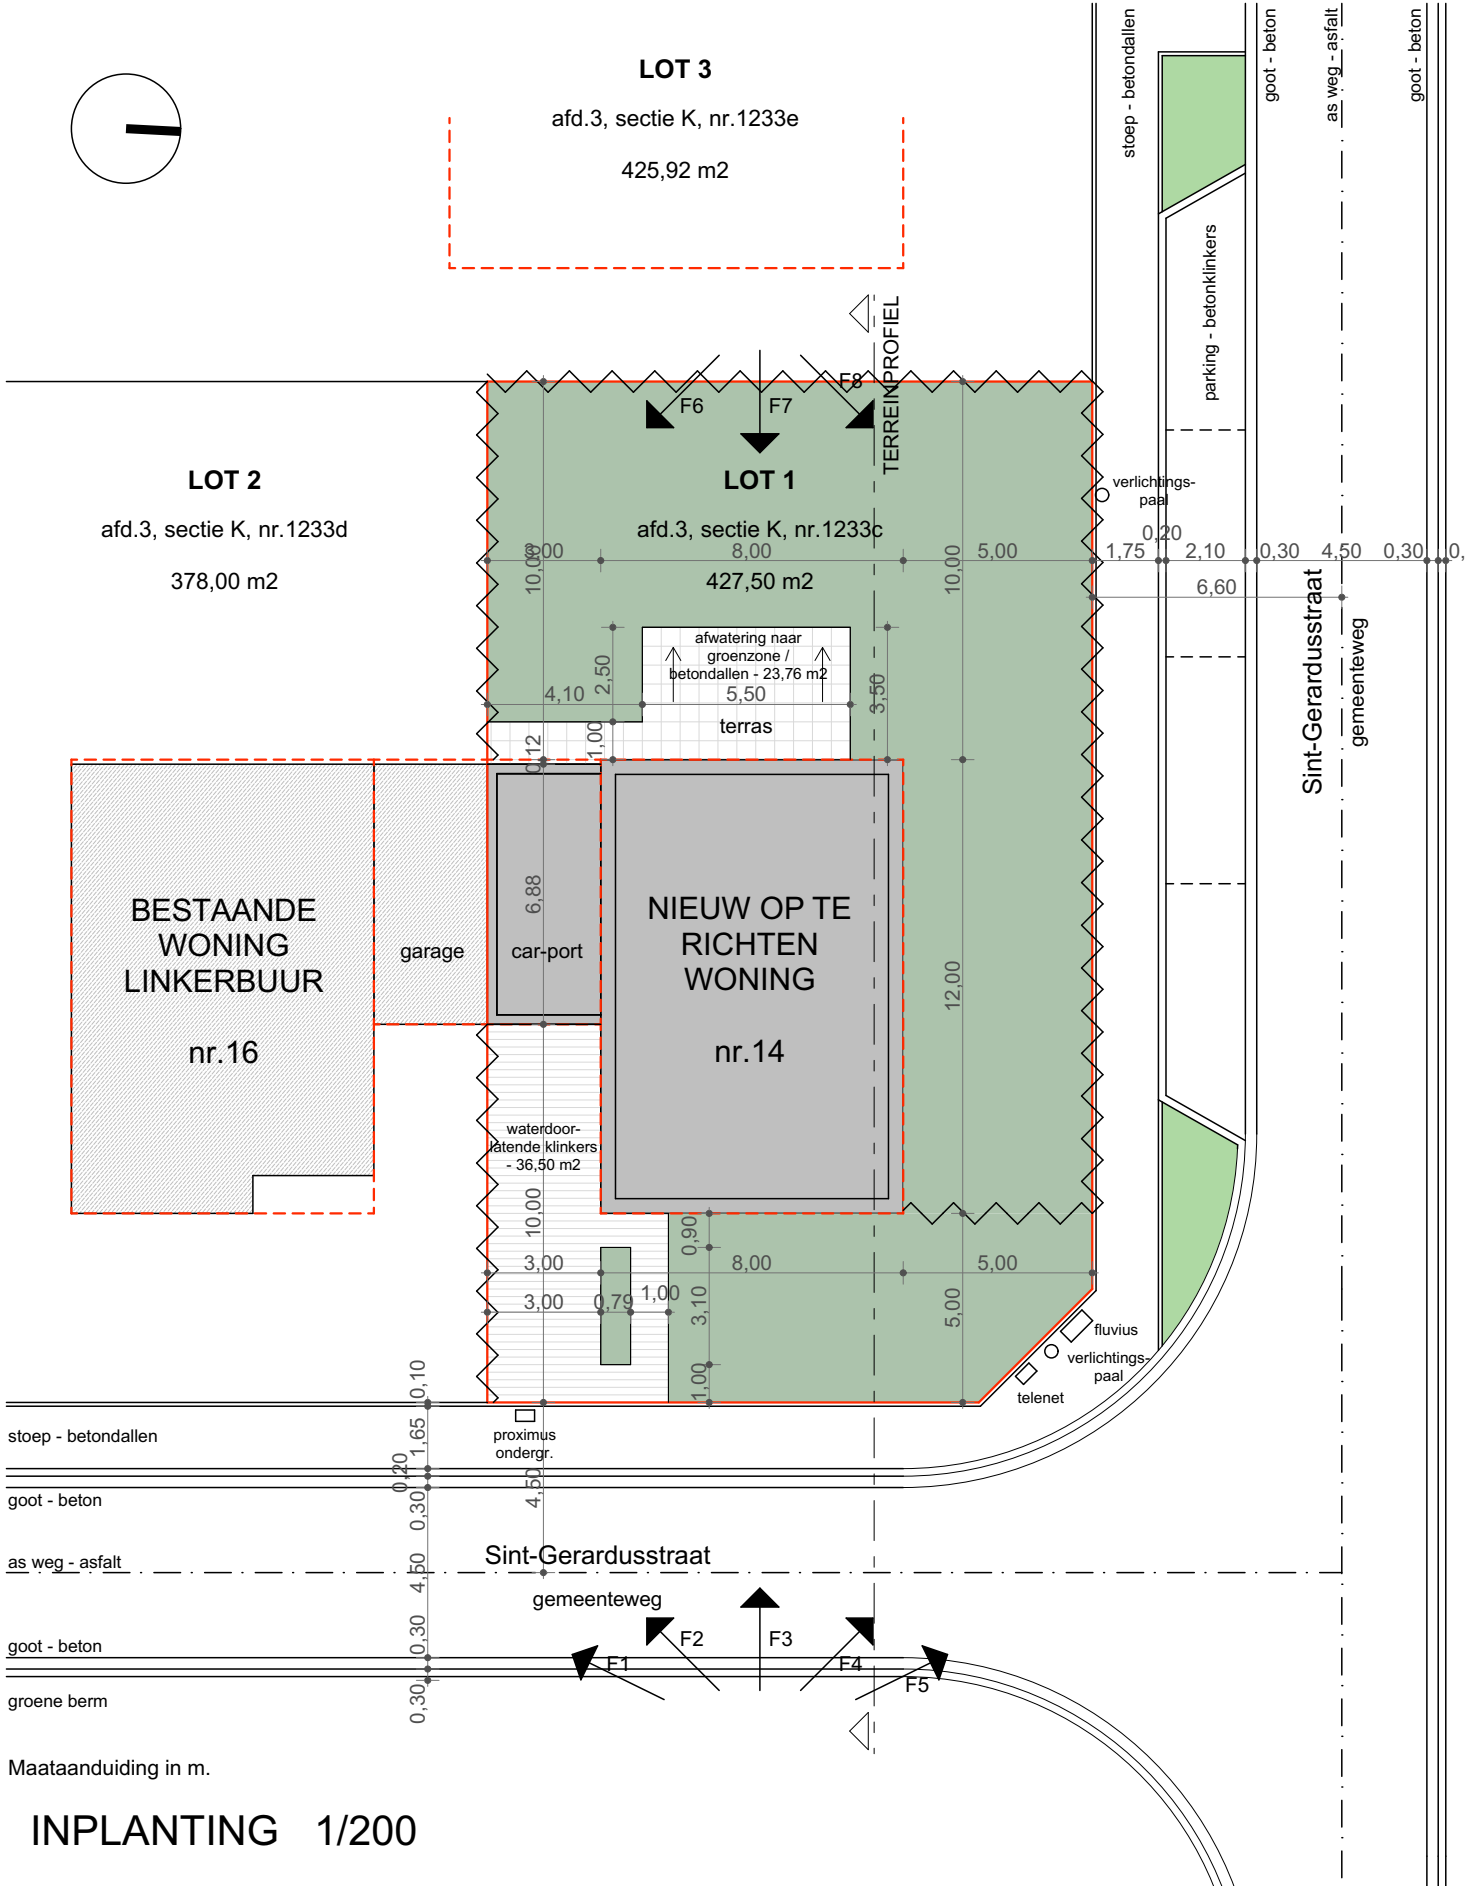 LOT 3
afd.3, sectie K, nr.1233e
425,92 m2
stoep - betondallen
goot - beton
as weg - asfalt
goot - beton
parking - betonklinkers
TERREINPROFIEL
F6
F7
F8
LOT 2
afd.3, sectie K, nr.1233d
378,00 m2
LOT 1
afd.3, sectie K, nr.1233c
427,50 m2
verlichtings-
paal
3,00
8,00
5,00
1,75
0,20
2,10
0,30
4,50
0,30
0,
10,00
10,00
6,60
Sint-Gerardusstraat
gemeenteweg
afwatering naar
groenzone /
betondallen - 23,76 m2
2,50
4,10
5,50
3,50
terras
1,00
0,12
6,88
BESTAANDE
WONING
LINKERBUUR
nr.16
garage
car-port
NIEUW OP TE
RICHTEN
WONING
nr.14
12,00
waterdoor-
latende klinkers
- 36,50 m2
10,00
0,90
3,00
8,00
5,00
3,00
0,79
1,00
3,10
5,00
1,00
fluvius
verlichtings-
paal
telenet
0,10
stoep - betondallen
1,65
proximus
ondergr.
0,20
4,50
goot - beton
0,30
as weg - asfalt
4,50
Sint-Gerardusstraat
gemeenteweg
goot - beton
0,30
F1
F2
F3
F4
F5
groene berm
0,30
Maataanduiding in m.
INPLANTING 1/200